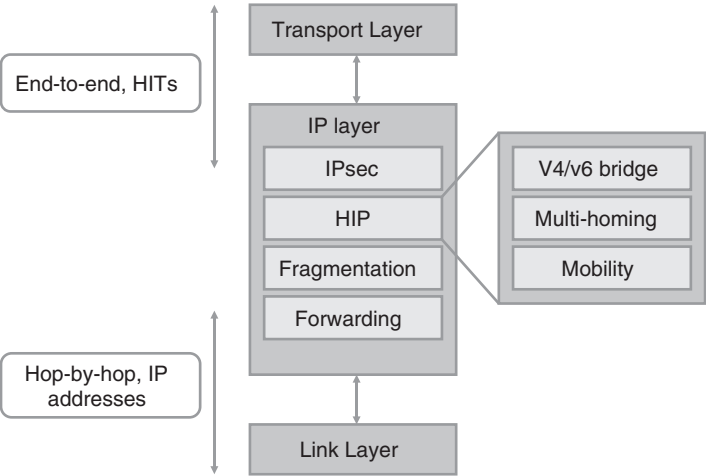 Transport Layer
End-to-end, HITs
IP layer
IPsec
HIP
Fragmentation
Forwarding
V4/v6 bridge
Multi-homing
Mobility
Hop-by-hop, IP
addresses
Link Layer